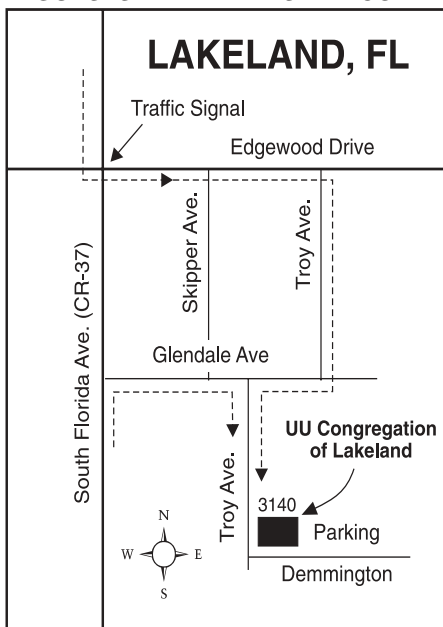 LAKELAND, FL
Traffic Signal
Edgewood Drive
Skipper Ave.
Troy Ave.
South Florida Ave. (CR-37)
Glendale Ave
UU Congregation
of Lakeland
Troy Ave.
3140
Parking
Demmington
N
W E
S